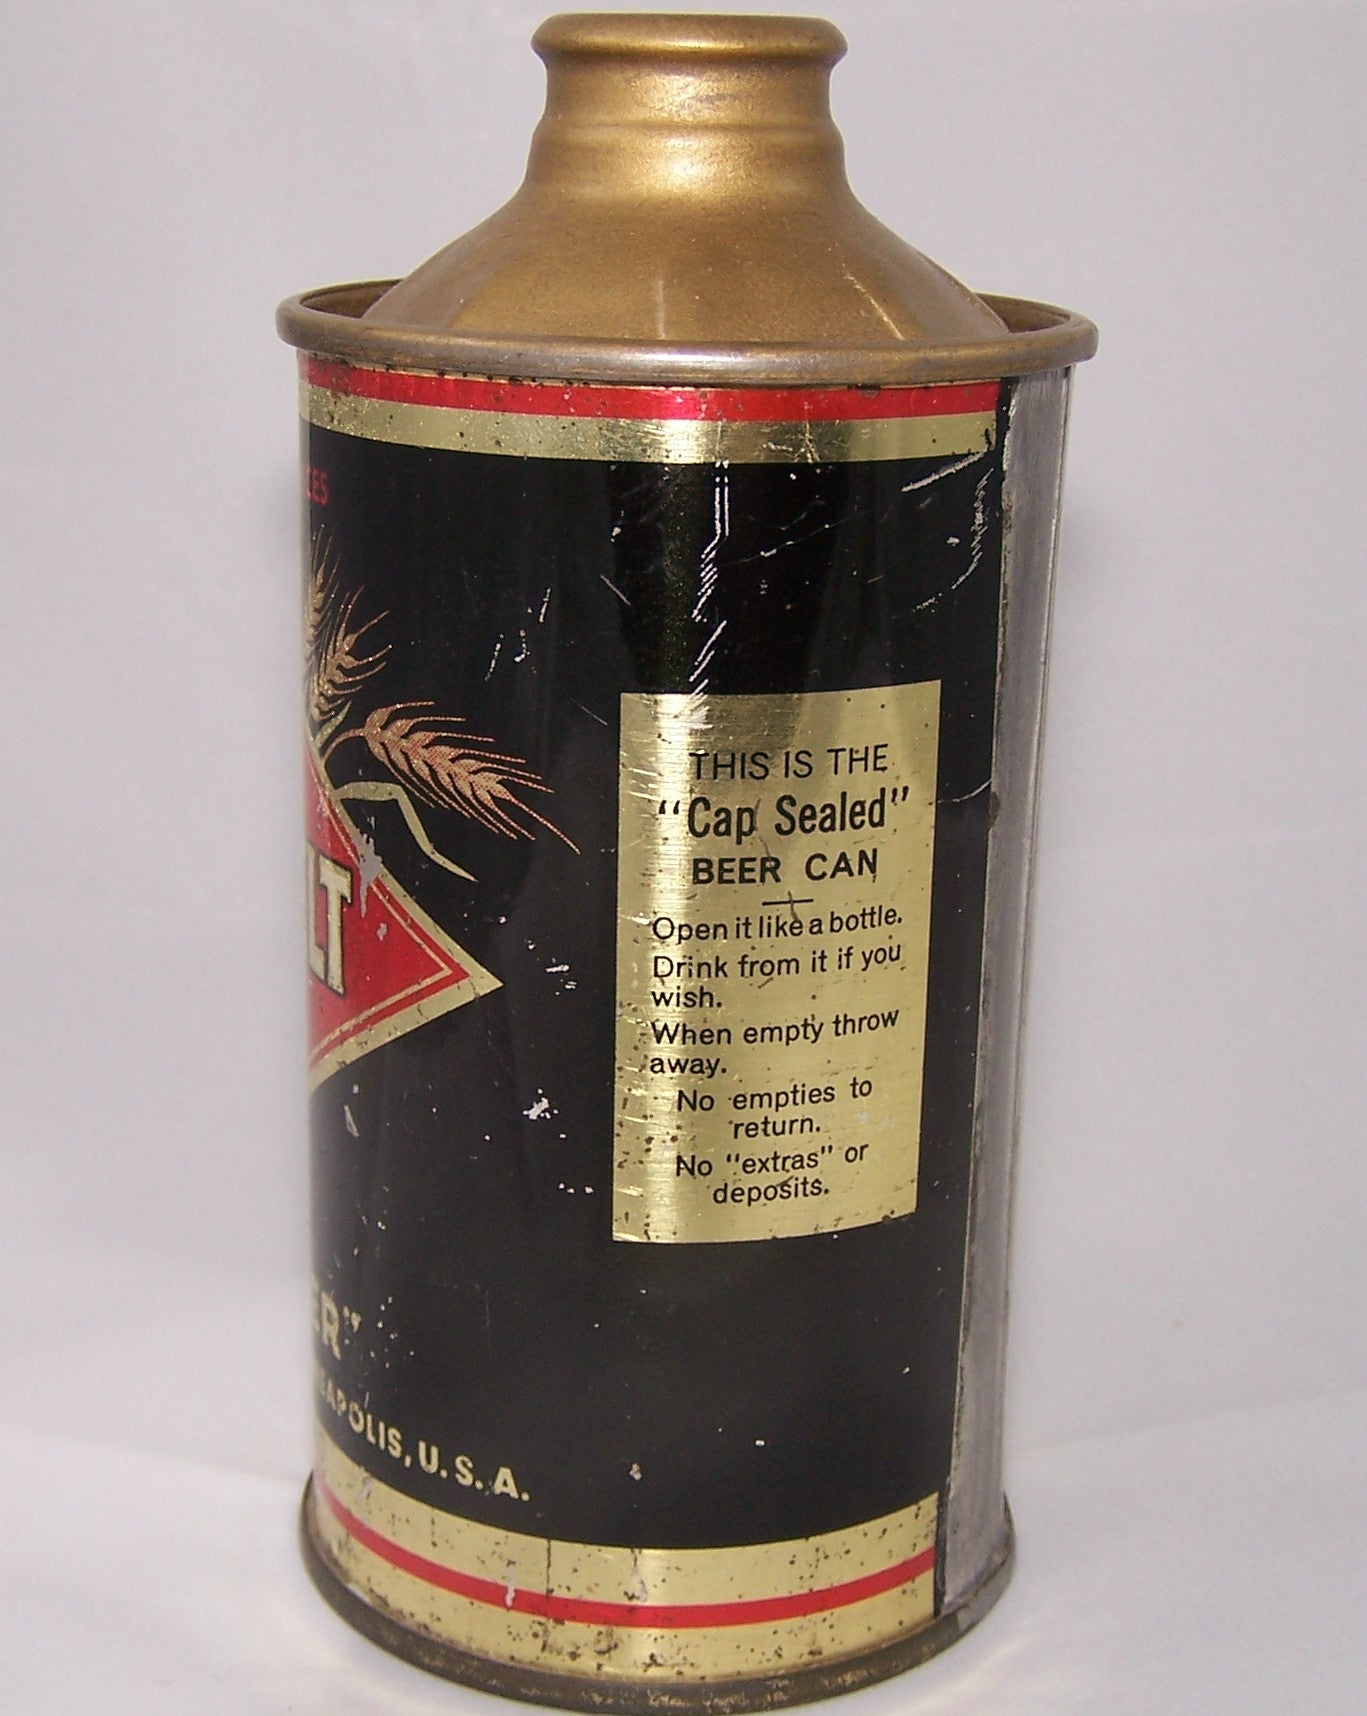 THIS IS THE
"Cap Sealed"
BEER CAN
Open it like a bottle.
Drink from it if you
wish.
When empty throw
away.
No empties to
return.
No "extras" or
deposits.
U.S.A.